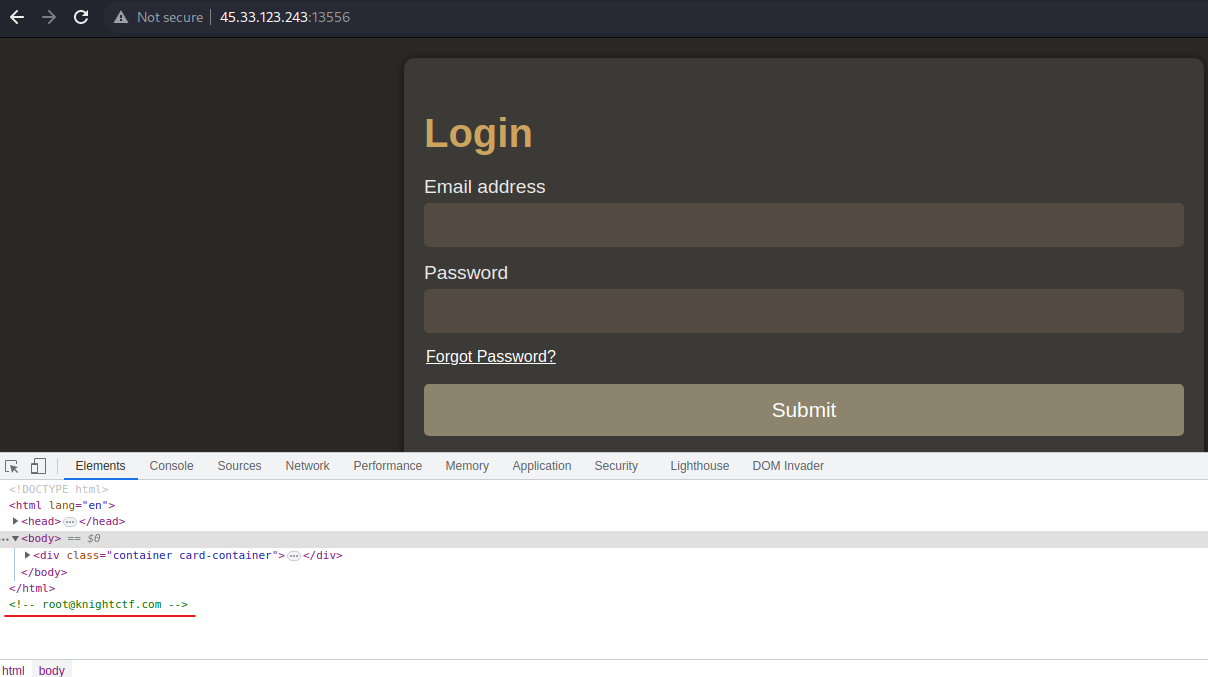 Not secure 45.33.123.243:13556
Login
Email address
Password
Forgot Password?
Submit
Elements Console Sources Network Performance Memory Application Security Lighthouse DOM Invader
<!DOCTYPE html>
<html lang="en">
<head>…</head>
…<body> == $0
<div class="container card-container">…</div>
</body>
</html>
<!-- root@knightctf.com -->
html body